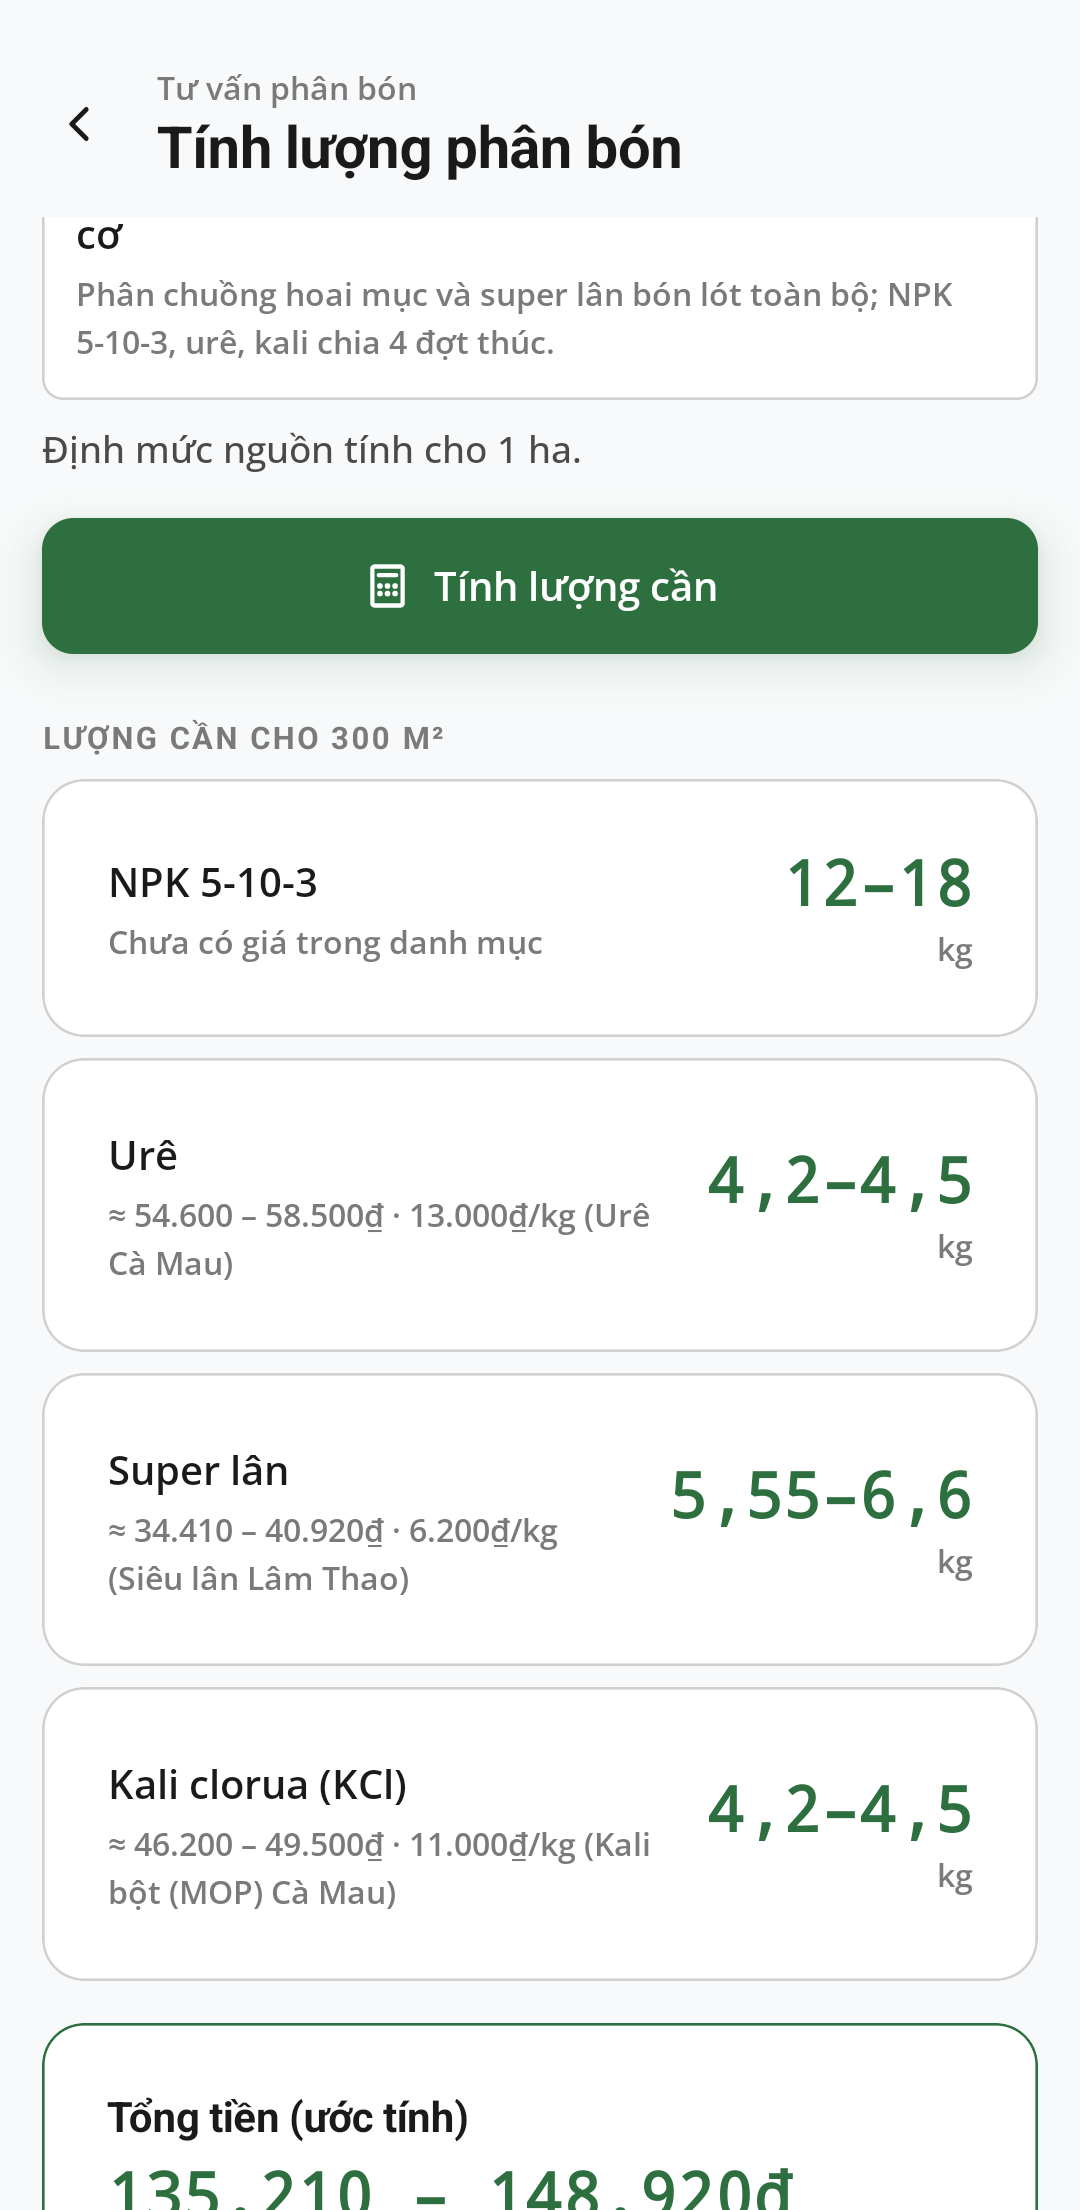 Tư vấn phân bón
Tính lượng phân bón
cơ
Phân chuồng hoai mục và super lân bón lót toàn bộ; NPK
5-10-3, urê, kali chia 4 đợt thúc.
Định mức nguồn tính cho 1 ha.
Tính lượng cần
LƯỢNG CẦN CHO 300 M²
NPK 5-10-3
Chưa có giá trong danh mục
12–18
kg
Urê
≈ 54.600 – 58.500₫ · 13.000₫/kg (Urê
Cà Mau)
4,2–4,5
kg
Super lân
≈ 34.410 – 40.920₫ · 6.200₫/kg
(Siêu lân Lâm Thao)
5,55–6,6
kg
Kali clorua (KCl)
≈ 46.200 – 49.500₫ · 11.000₫/kg (Kali
bột (MOP) Cà Mau)
4,2–4,5
kg
Tổng tiền (ước tính)
135.210 – 148.920₫